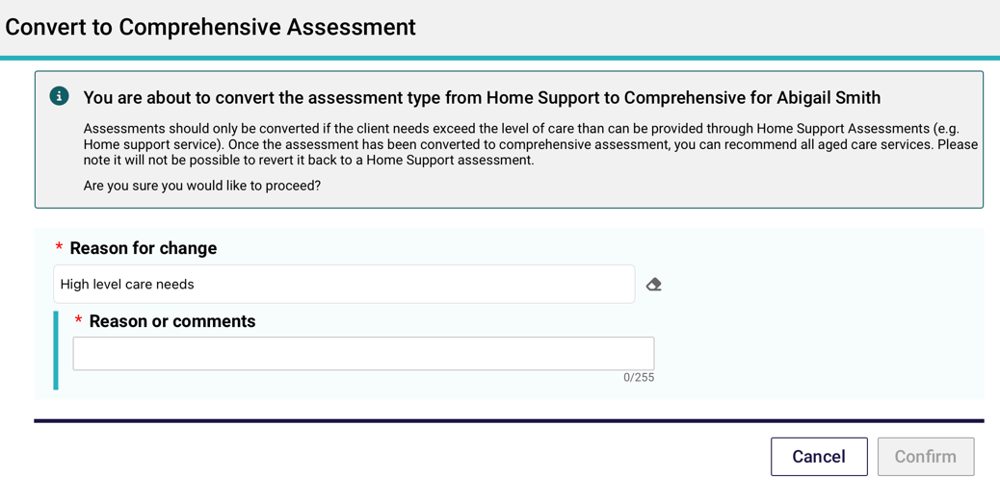 Convert to Comprehensive Assessment
You are about to convert the assessment type from Home Support to Comprehensive for Abigail Smith
Assessments should only be converted if the client needs exceed the level of care than can be provided through Home Support Assessments (e.g.
Home support service). Once the assessment has been converted to comprehensive assessment, you can recommend all aged care services. Please
note it will not be possible to revert it back to a Home Support assessment.
Are you sure you would like to proceed?
* Reason for change
High level care needs
* Reason or comments
0/255
Cancel Confirm